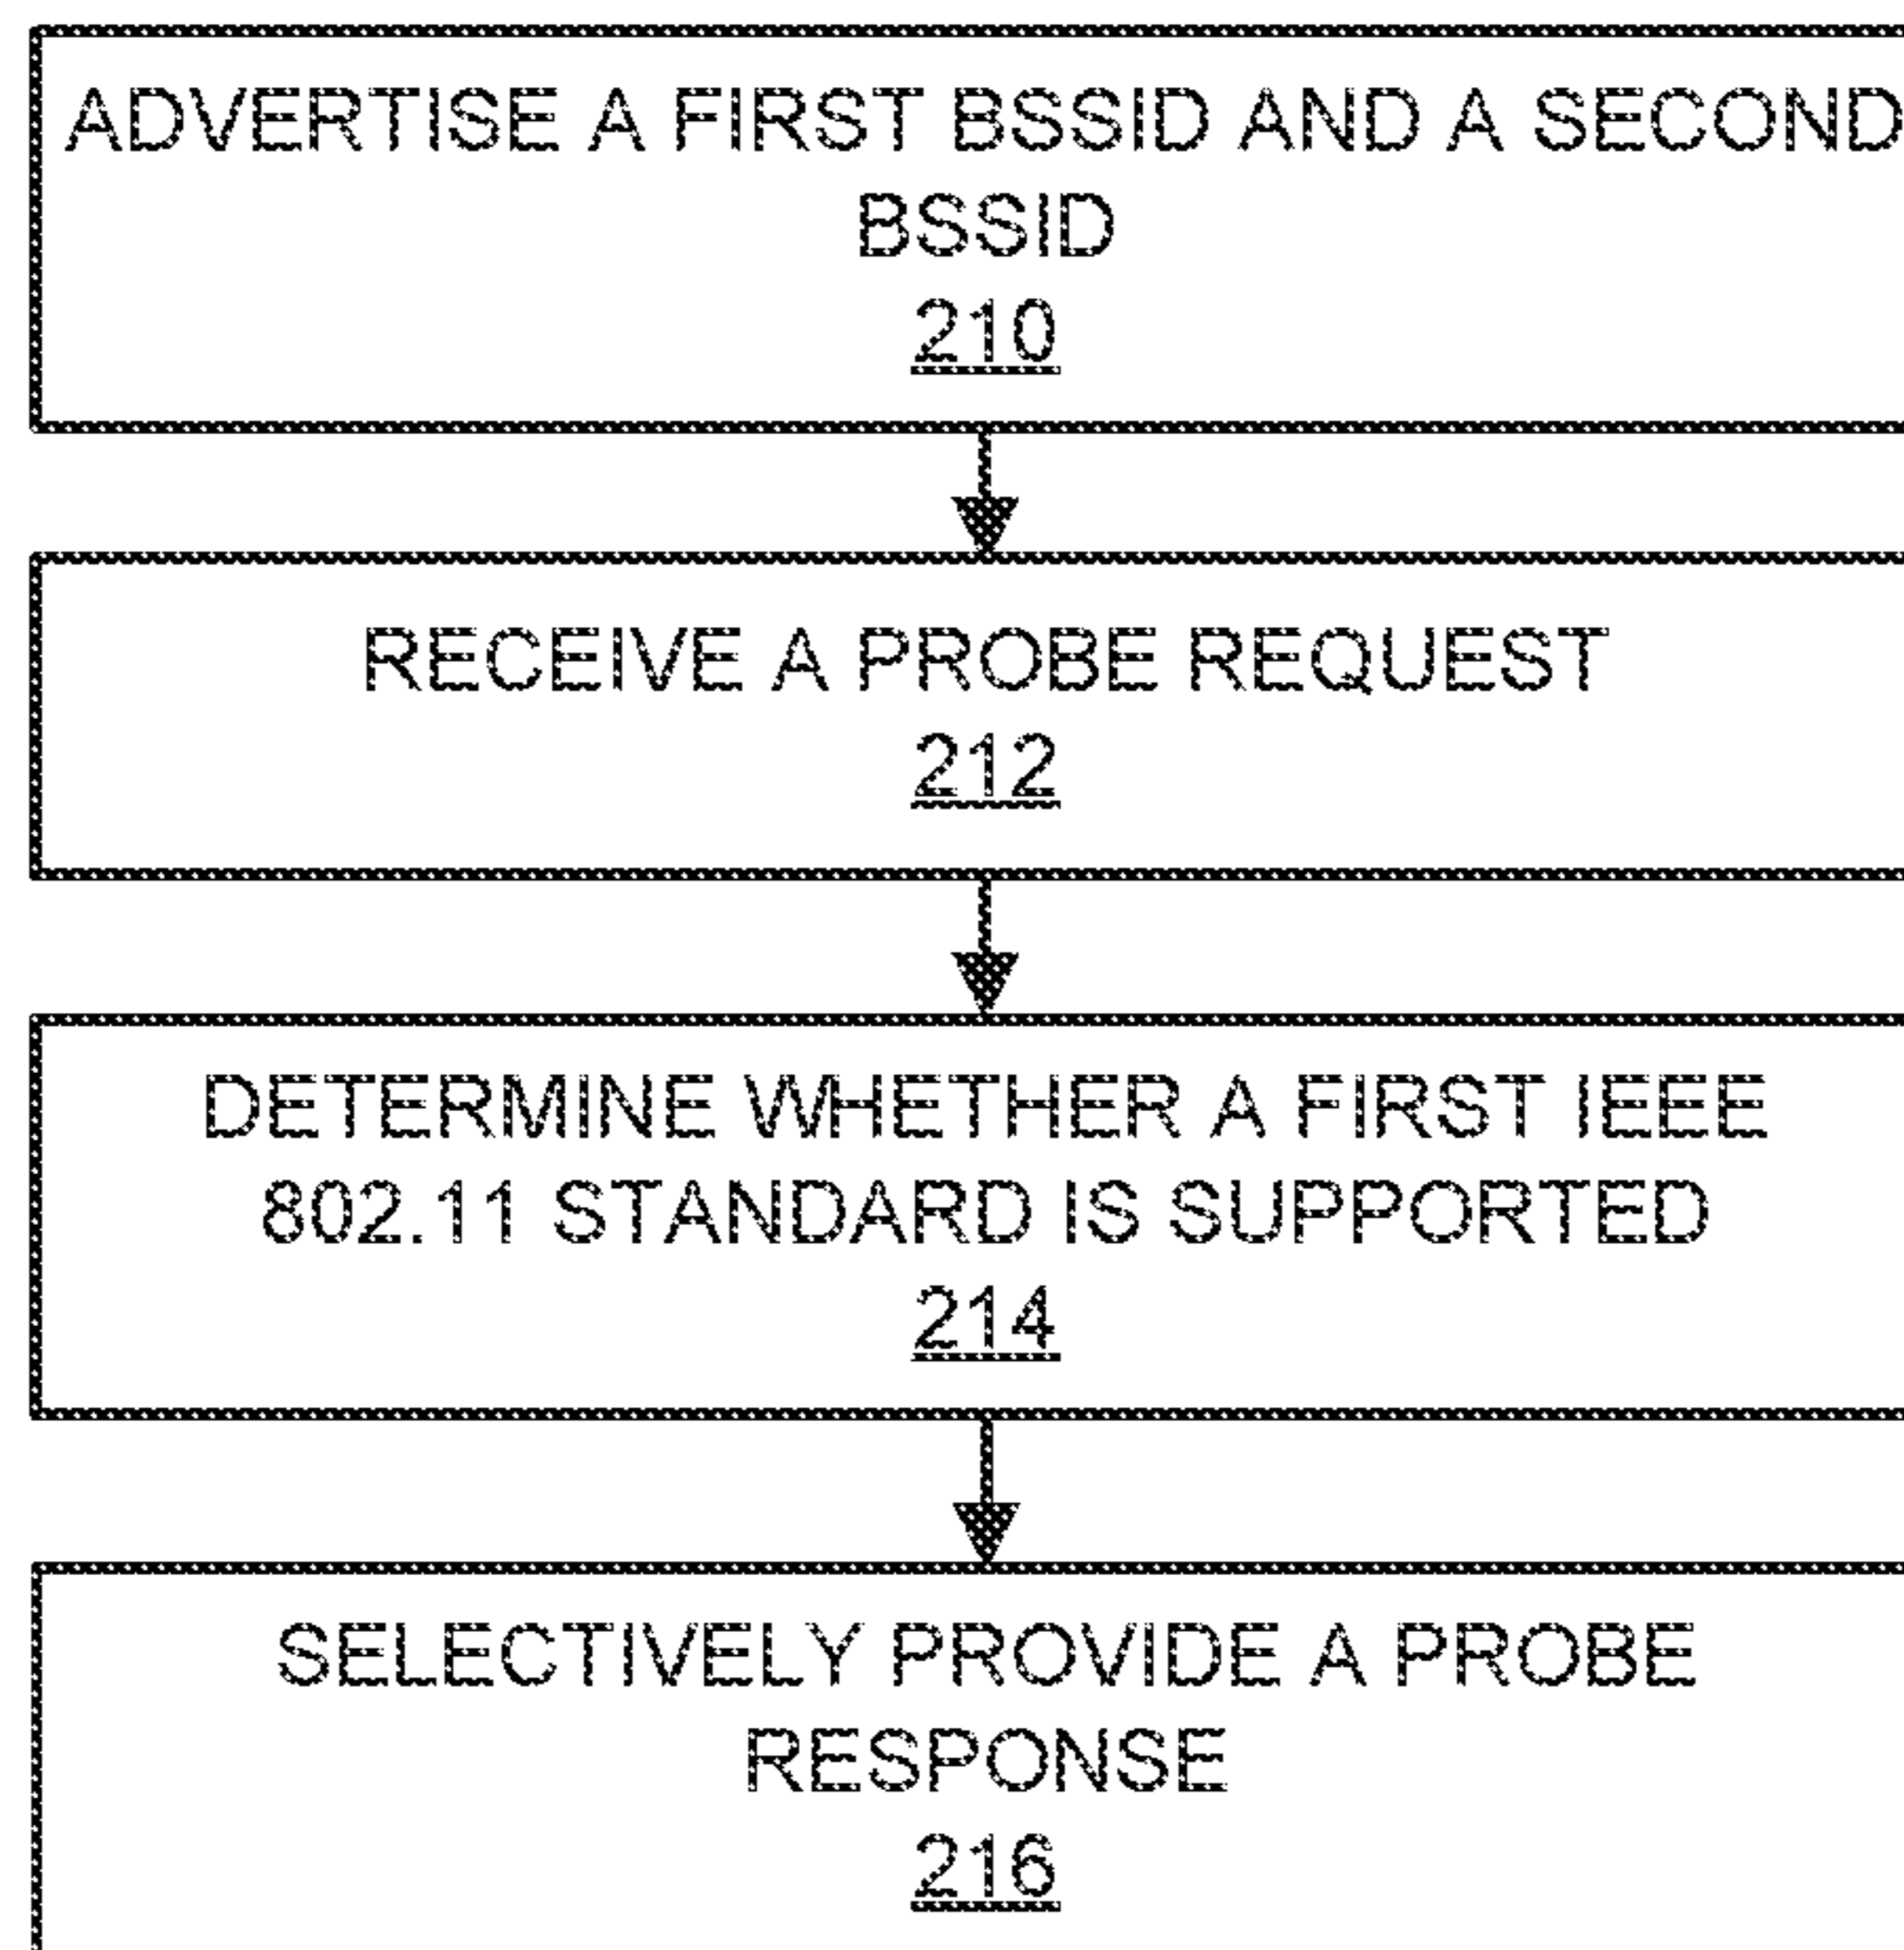 ADVERTISE A FIRST BSSID AND A SECOND
BSSID
210
RECEIVE A PROBE REQUEST
212
DETERMINE WHETHER A FIRST IEEE
802.11 STANDARD IS SUPPORTED
214
SELECTIVELY PROVIDE A PROBE
RESPONSE
216